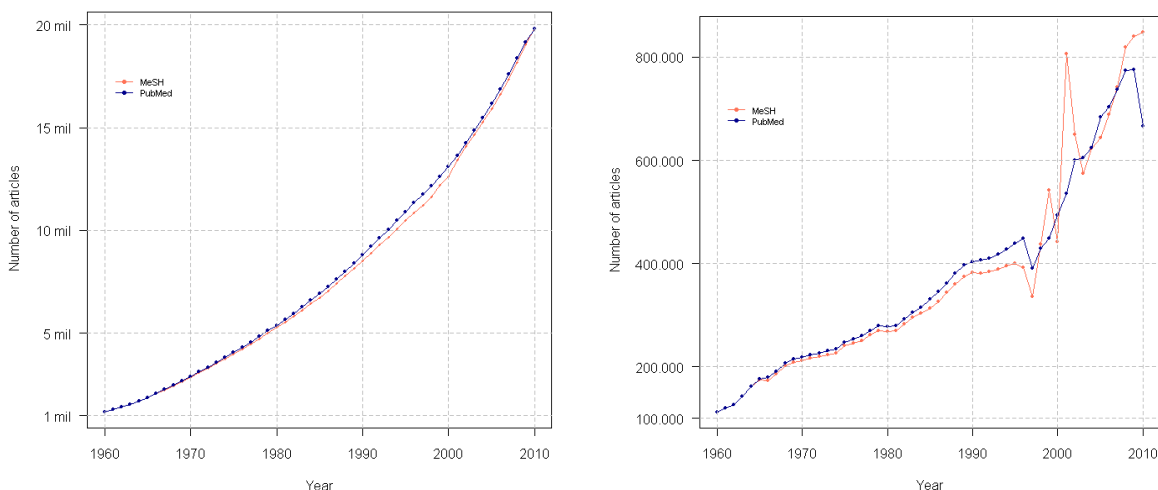 20 mil
15 mil
10 mil
5 mil
1 mil
Number of articles
MeSH
PubMed
1960
1970
1980
1990
2000
2010
Year
800.000
600.000
400.000
200.000
100.000
Number of articles
MeSH
PubMed
1960
1970
1980
1990
2000
2010
Year